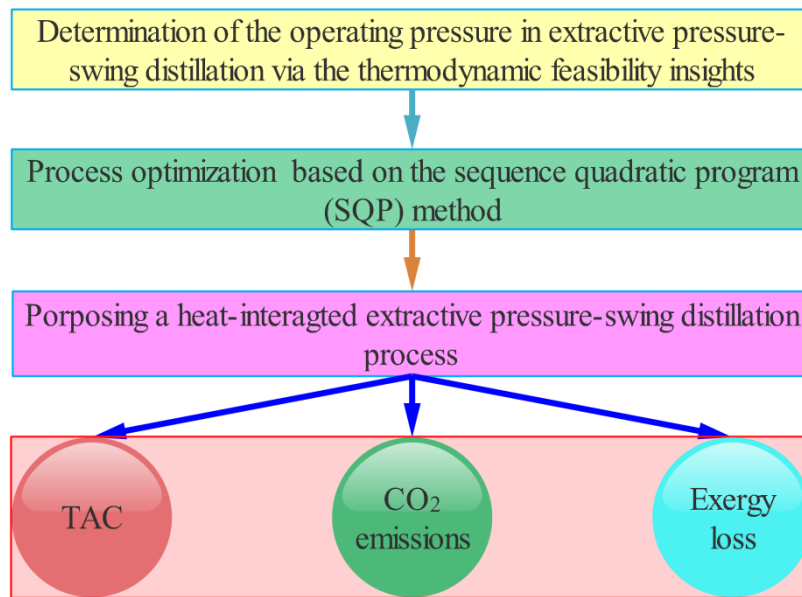 Determination of the operating pressure in extractive pressure-
swing distillation via the thermodynamic feasibility insights
Process optimization based on the sequence quadratic program
(SQP) method
Porposing a heat-interagted extractive pressure-swing distillation
process
TAC
CO₂
emissions
Exergy
loss